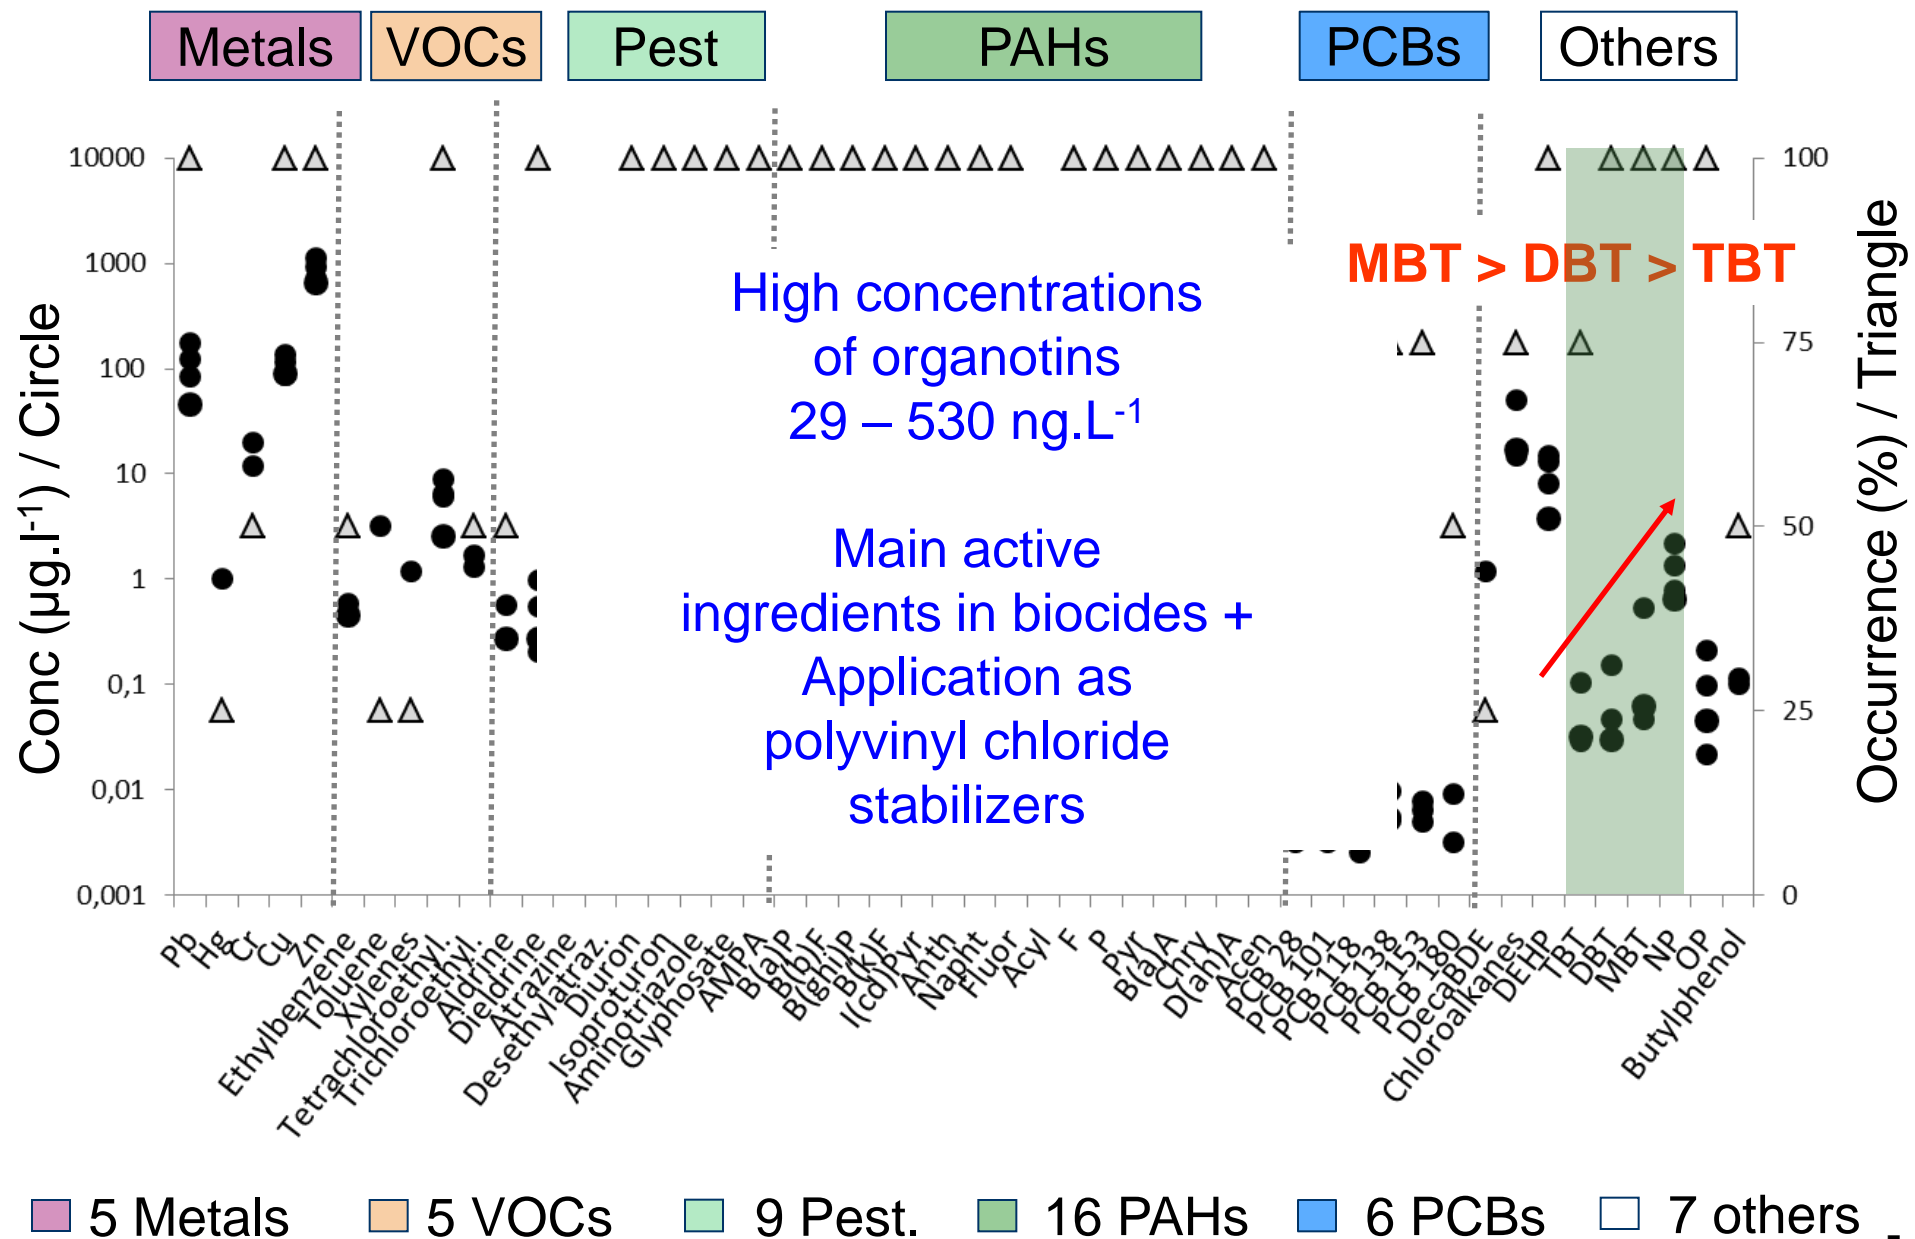 Metals VOCs Pest PAHs PCBs Others
Conc (µg.l-1) / Circle
10000
1000
100
10
1
0,1
0,01
0,001
High concentrations
of organotins
29 – 530 ng.L-1
Main active
ingredients in biocides +
Application as
polyvinyl chloride
stabilizers
MBT > DBT > TBT
100
75
50
25
0
Occurrence (%) / Triangle
Pb
Hg
Cr
Cu
Zn
Ethylbenzene
Toluene
Xylenes
Tetrachloroethyl.
Trichloroethyl.
Aldrine
Dieldrine
Atrazine
Desethylatraz.
Diuron
Isoproturon
Aminotriazole
Glyphosate
AMPA
B(a)P
B(b)F
B(ghi)P
B(k)F
I(cd)Pyr
Anth
Napht
Fluor
Acyl
F
P
Pyr
B(a)A
Chry
D(ah)A
Acen
PCB 28
PCB 101
PCB 118
PCB 138
PCB 153
PCB 180
DecaBDE
Chloroalkanes
DEHP
TBT
DBT
MBT
NP
OP
Butylphenol
5 Metals 5 VOCs 9 Pest. 16 PAHs 6 PCBs 7 others